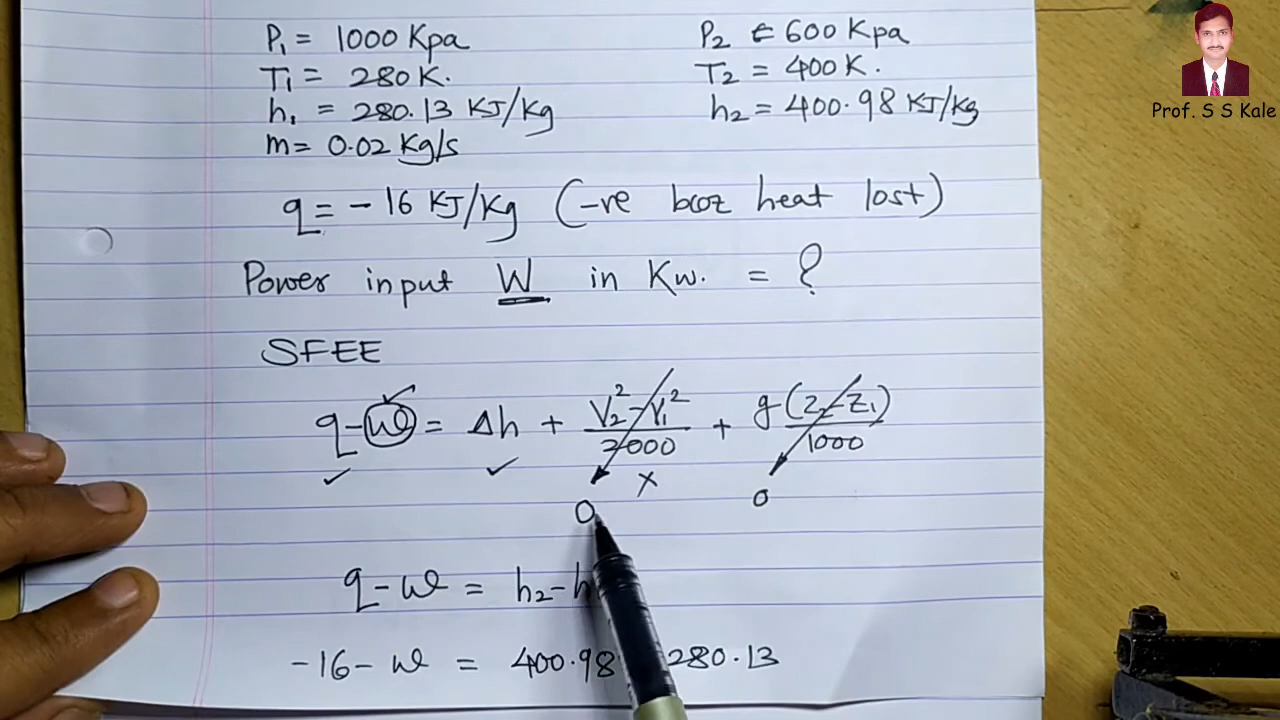 P₁ = 1000 Kpa
P₂ = 600 Kpa
T₁ = 280 K.
T₂ = 400 K.
h₁ = 280.13 KJ/Kg
h₂ = 400.98 KJ/Kg
m = 0.02 Kg/s
q = -16 KJ/Kg (-re bcoz heat lost)
Power input W in Kw. = ?
SFEE
q - w = Δh + V₂² - V₁² / 2000 + g(Z₂ - Z₁) / 1000
X
0
0
q - w = h₂ - h
-16 - w = 400.98 280.13
Prof. S S Kale